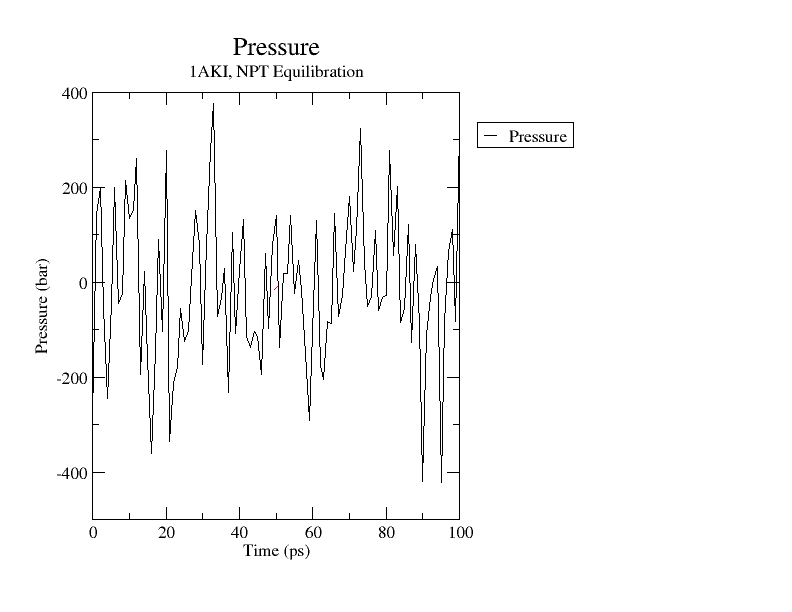 Pressure
1AKI, NPT Equilibration
Pressure
400
200
0
-200
-400
Pressure (bar)
0 20 40 60 80 100
Time (ps)